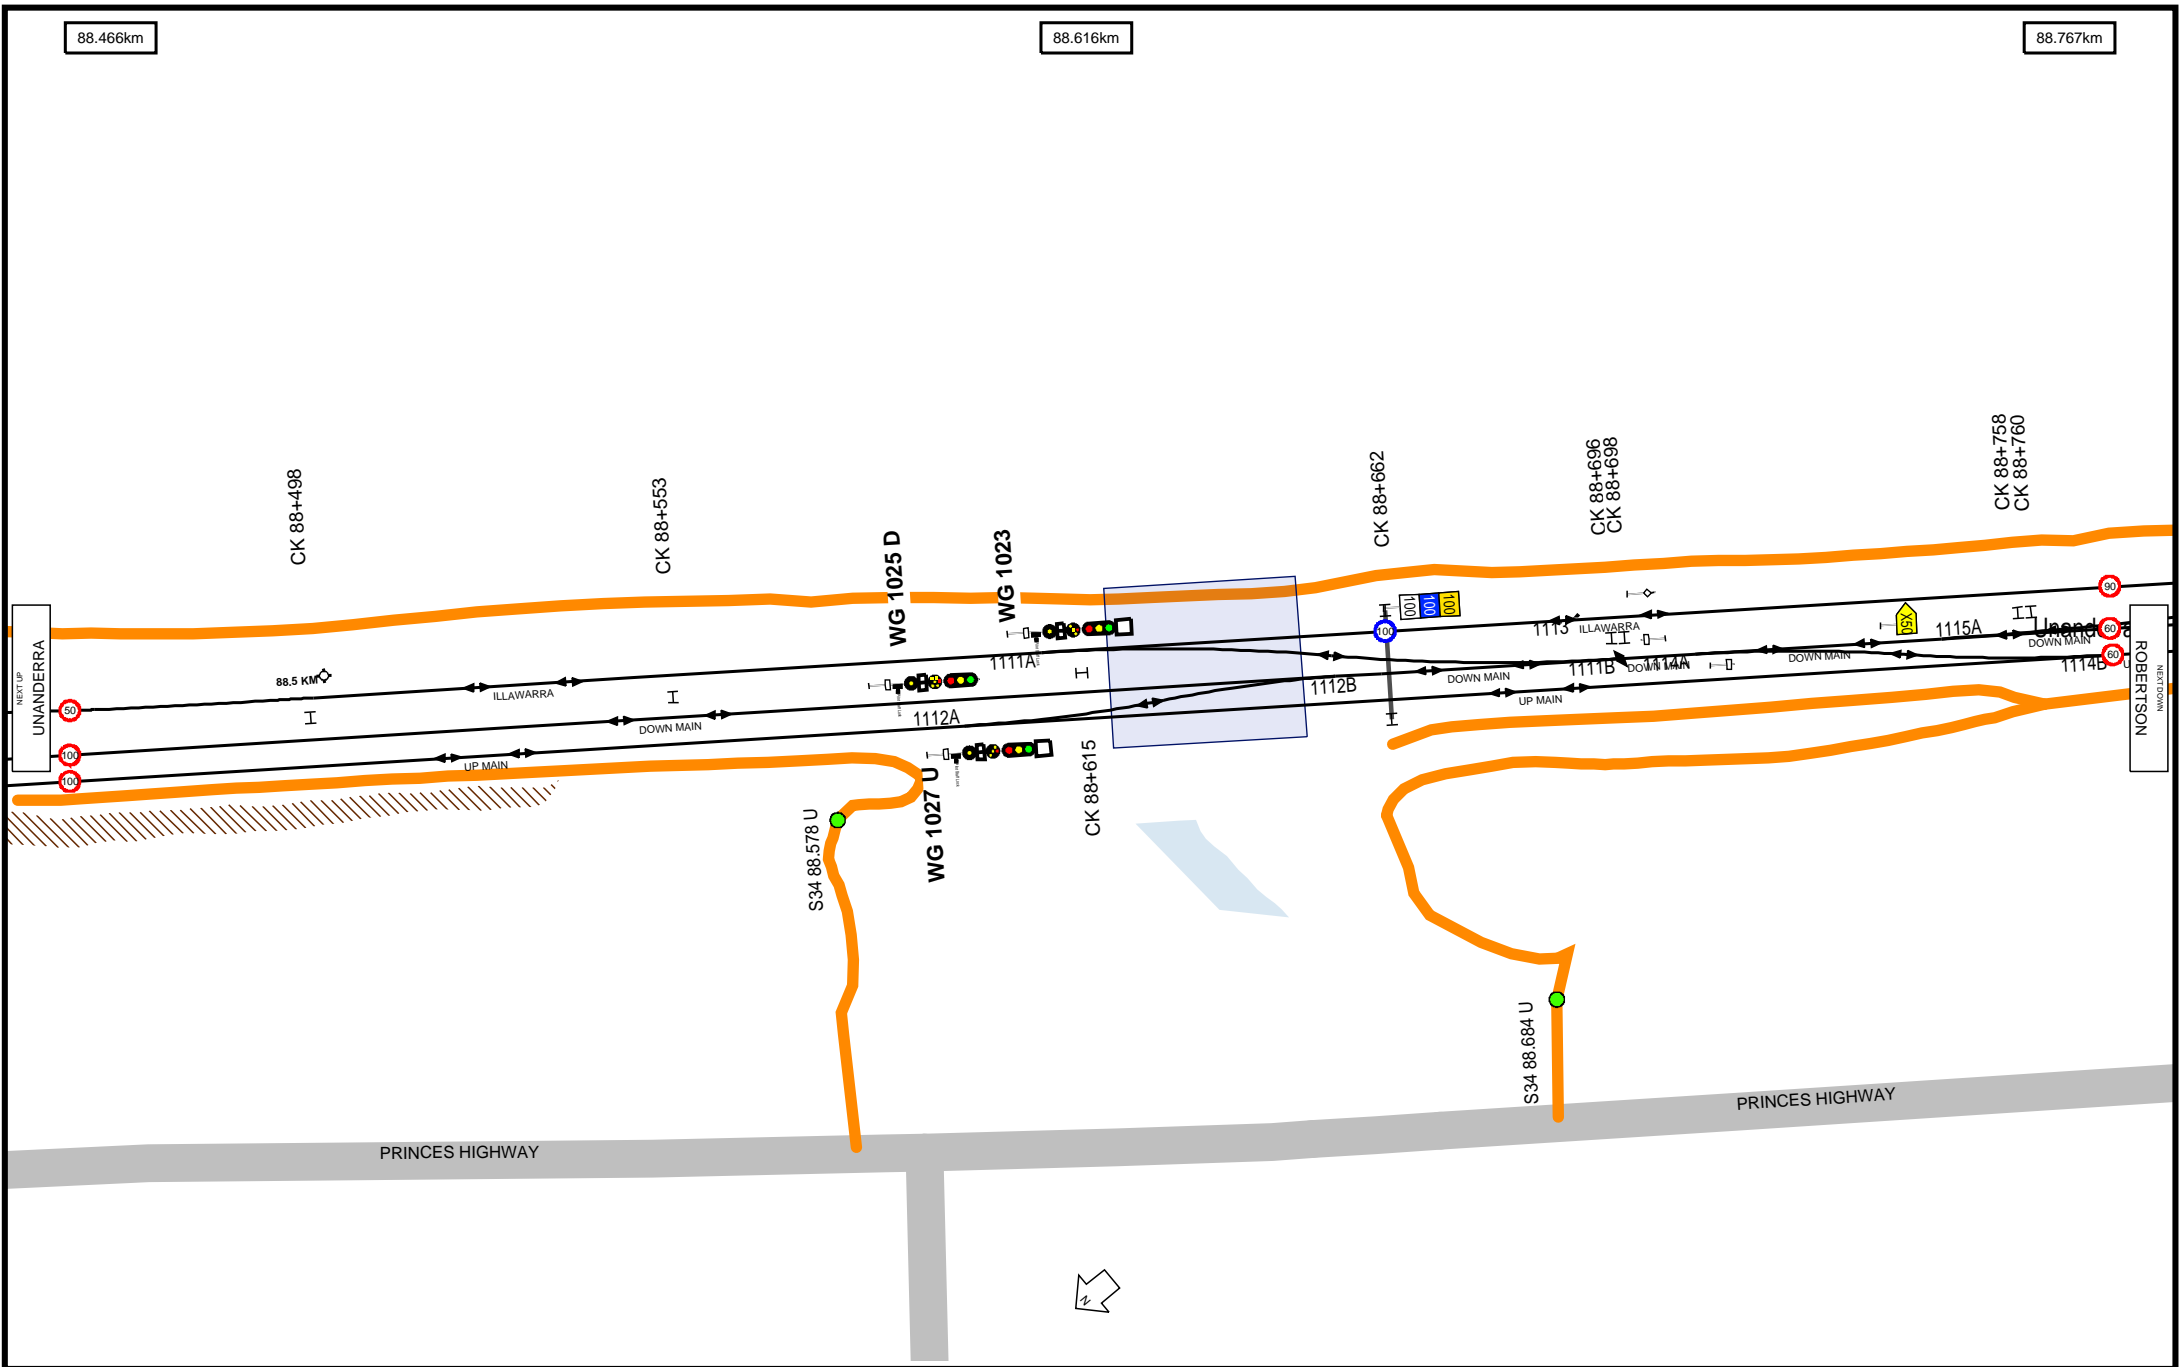 88.466km
88.616km
88.767km
CK 88+498
CK 88+553
WG 1025 D
WG 1023
CK 88+662
CK 88+696
CK 88+698
CK 88+758
CK 88+760
NEXT UP
UNANDERRA
88.5 KM
50
100
100
ILLAWARRA
DOWN MAIN
UP MAIN
1111A
1112A
1112B
100
100
100
100
1113
ILLAWARRA
1111B
DOWN MAIN
1114A
DOWN MAIN
UP MAIN
DOWN MAIN
X50
1115A
DOWN MAIN
1114B
90
60
60
ROBERTSON
NEXT DOWN
WG 1027 U
CK 88+615
S34 88.578 U
S34 88.684 U
PRINCES HIGHWAY
PRINCES HIGHWAY
N